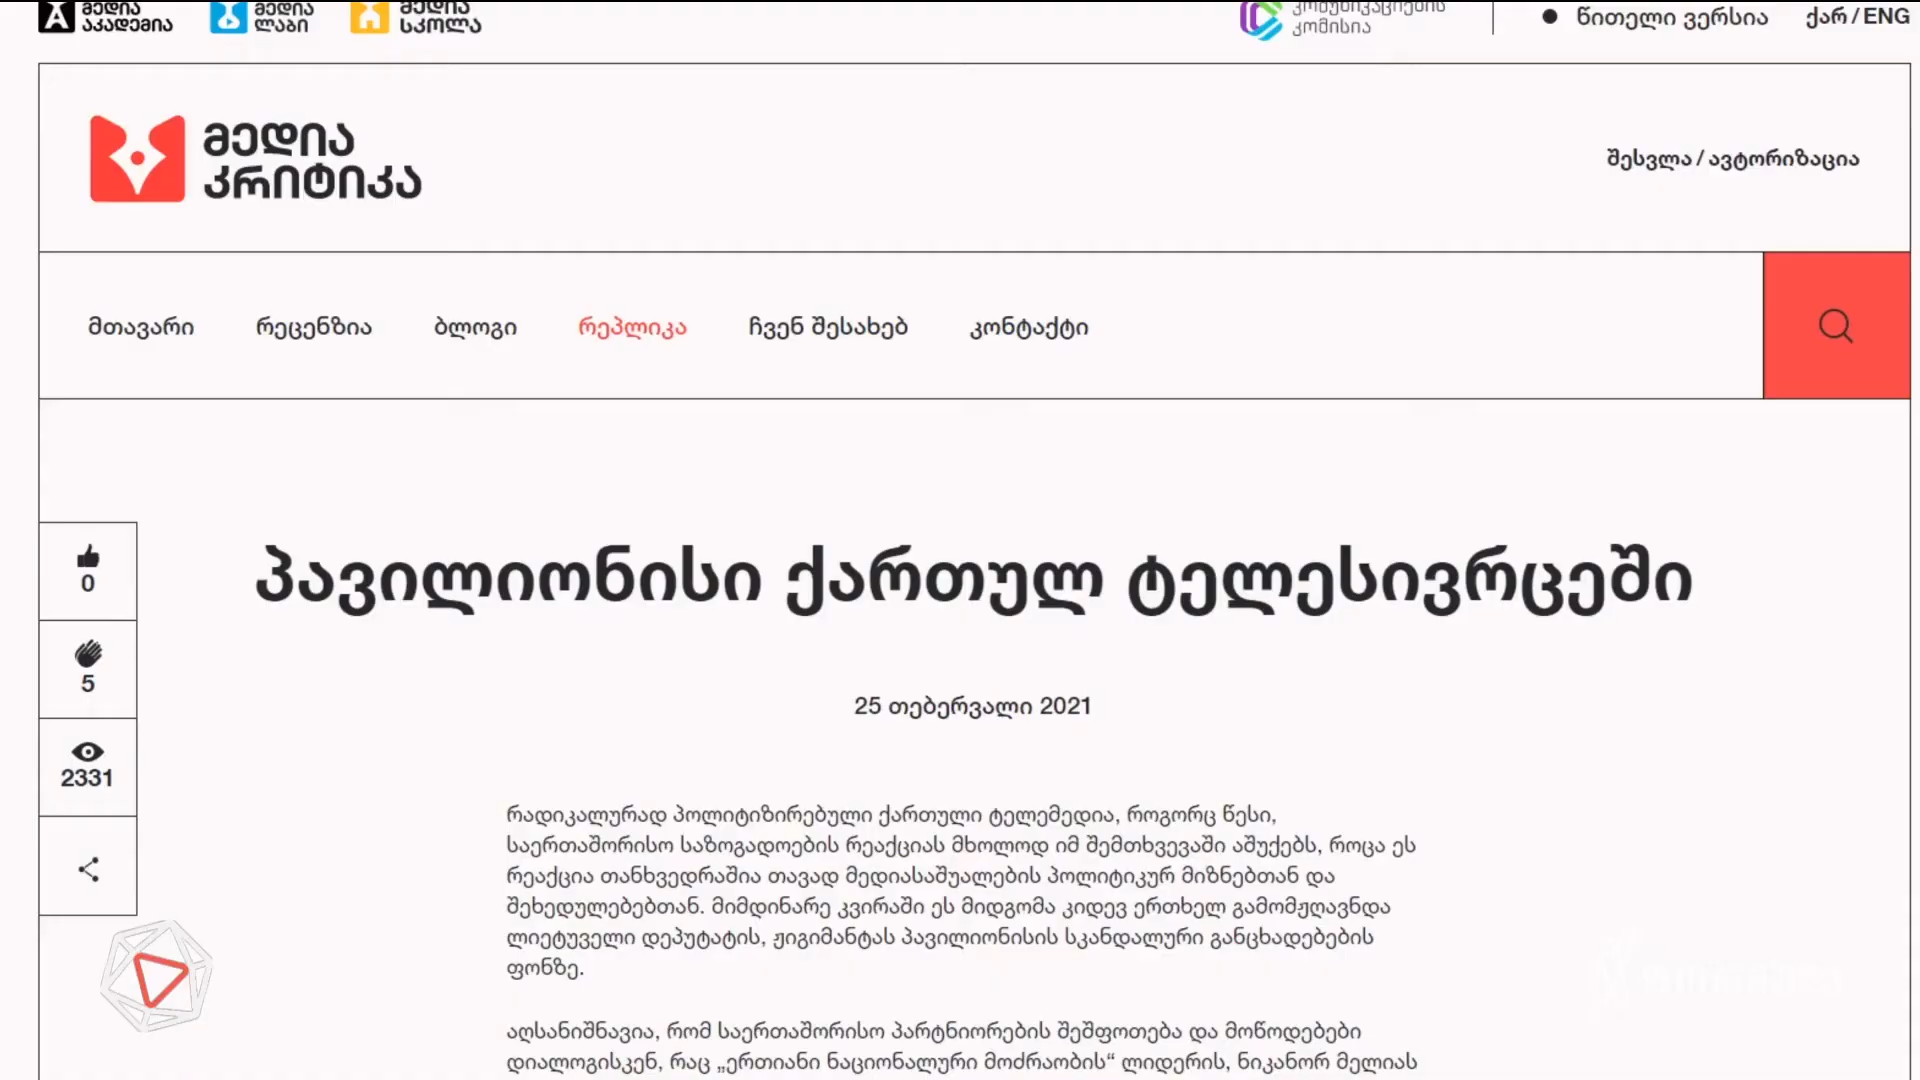 მედია
აკადემია
მედია
ლაბი
მედია
სკოლა
კომუნიკაციების
კომისია
წითელი ვერსია
ქარ / ENG
მედია
კრიტიკა
შესვლა / ავტორიზაცია
მთავარი
რეცენზია
ბლოგი
რეპლიკა
ჩვენ შესახებ
კონტაქტი
პავილიონისი ქართულ ტელესივრცეში
0
5
2331
25 თებერვალი 2021
რადიკალურად პოლიტიზირებული ქართული ტელემედია, როგორც წესი,
საერთაშორისო საზოგადოების რეაქციას მხოლოდ იმ შემთხვევაში აშუქებს, როცა ეს
რეაქცია თანხვედრაშია თავად მედიასაშუალების პოლიტიკურ მიზნებთან და
შეხედულებებთან. მიმდინარე კვირაში ეს მიდგომა კიდევ ერთხელ გამომჟღავნდა
ლიეტუველი დეპუტატის, ჟიგიმანტას პავილიონისის სკანდალური განცხადებების
ფონზე.
აღსანიშნავია, რომ საერთაშორისო პარტნიორების შეშფოთება და მოწოდებები
დიალოგისკენ, რაც „ერთიანი ნაციონალური მოძრაობის“ ლიდერის, ნიკანორ მელიას